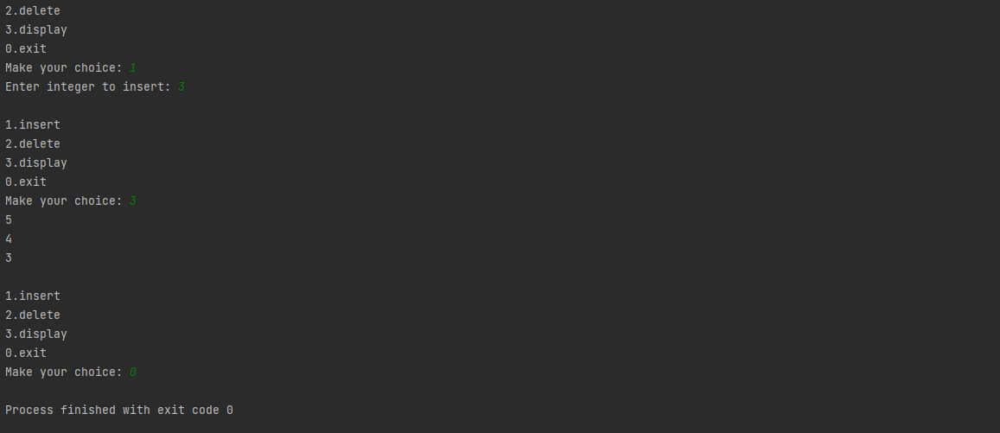 2.delete
3.display
0.exit
Make your choice: 1
Enter integer to insert: 3
1.insert
2.delete
3.display
0.exit
Make your choice: 3
5
4
3
1.insert
2.delete
3.display
0.exit
Make your choice: 0
Process finished with exit code 0